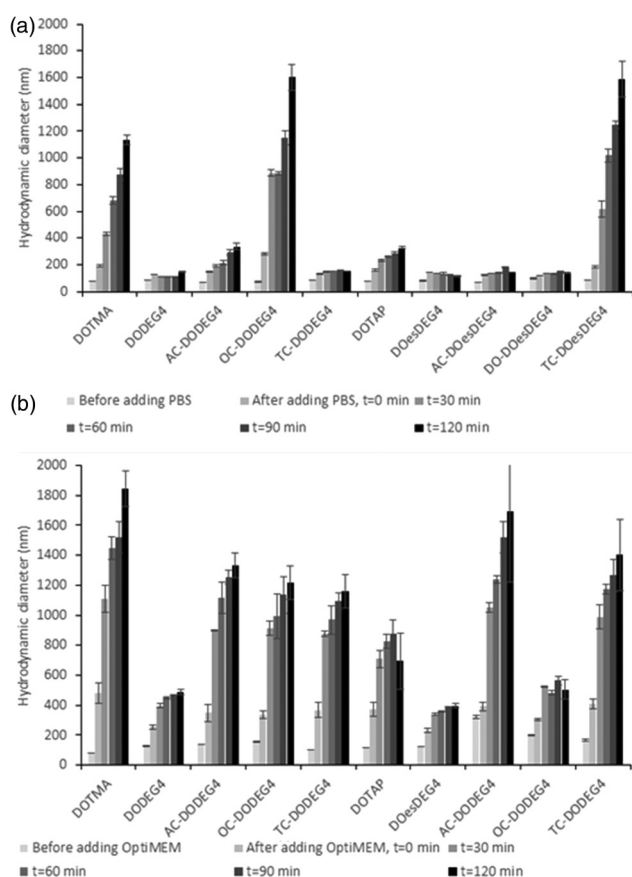 (a)
Hydrodynamic diameter (nm)
2000
1800
1600
1400
1200
1000
800
600
400
200
0
DOTMA
DODEG4
AC-DODEG4
OC-DODEG4
TC-DODEG4
DOTAP
DOesDEG4
AC-DOesDEG4
DO-DOesDEG4
TC-DOesDEG4
Before adding PBS After adding PBS, t=0 min t=30 min
t=60 min t=90 min t=120 min
(b)
Hydrodynamic diameter (nm)
2000
1800
1600
1400
1200
1000
800
600
400
200
0
DOTMA
DODEG4
AC-DODEG4
OC-DODEG4
TC-DODEG4
DOTAP
DOesDEG4
AC-DODEG4
OC-DODEG4
TC-DODEG4
Before adding OptiMEM After adding OptiMEM, t=0 min t=30 min
t=60 min t=90 min t=120 min